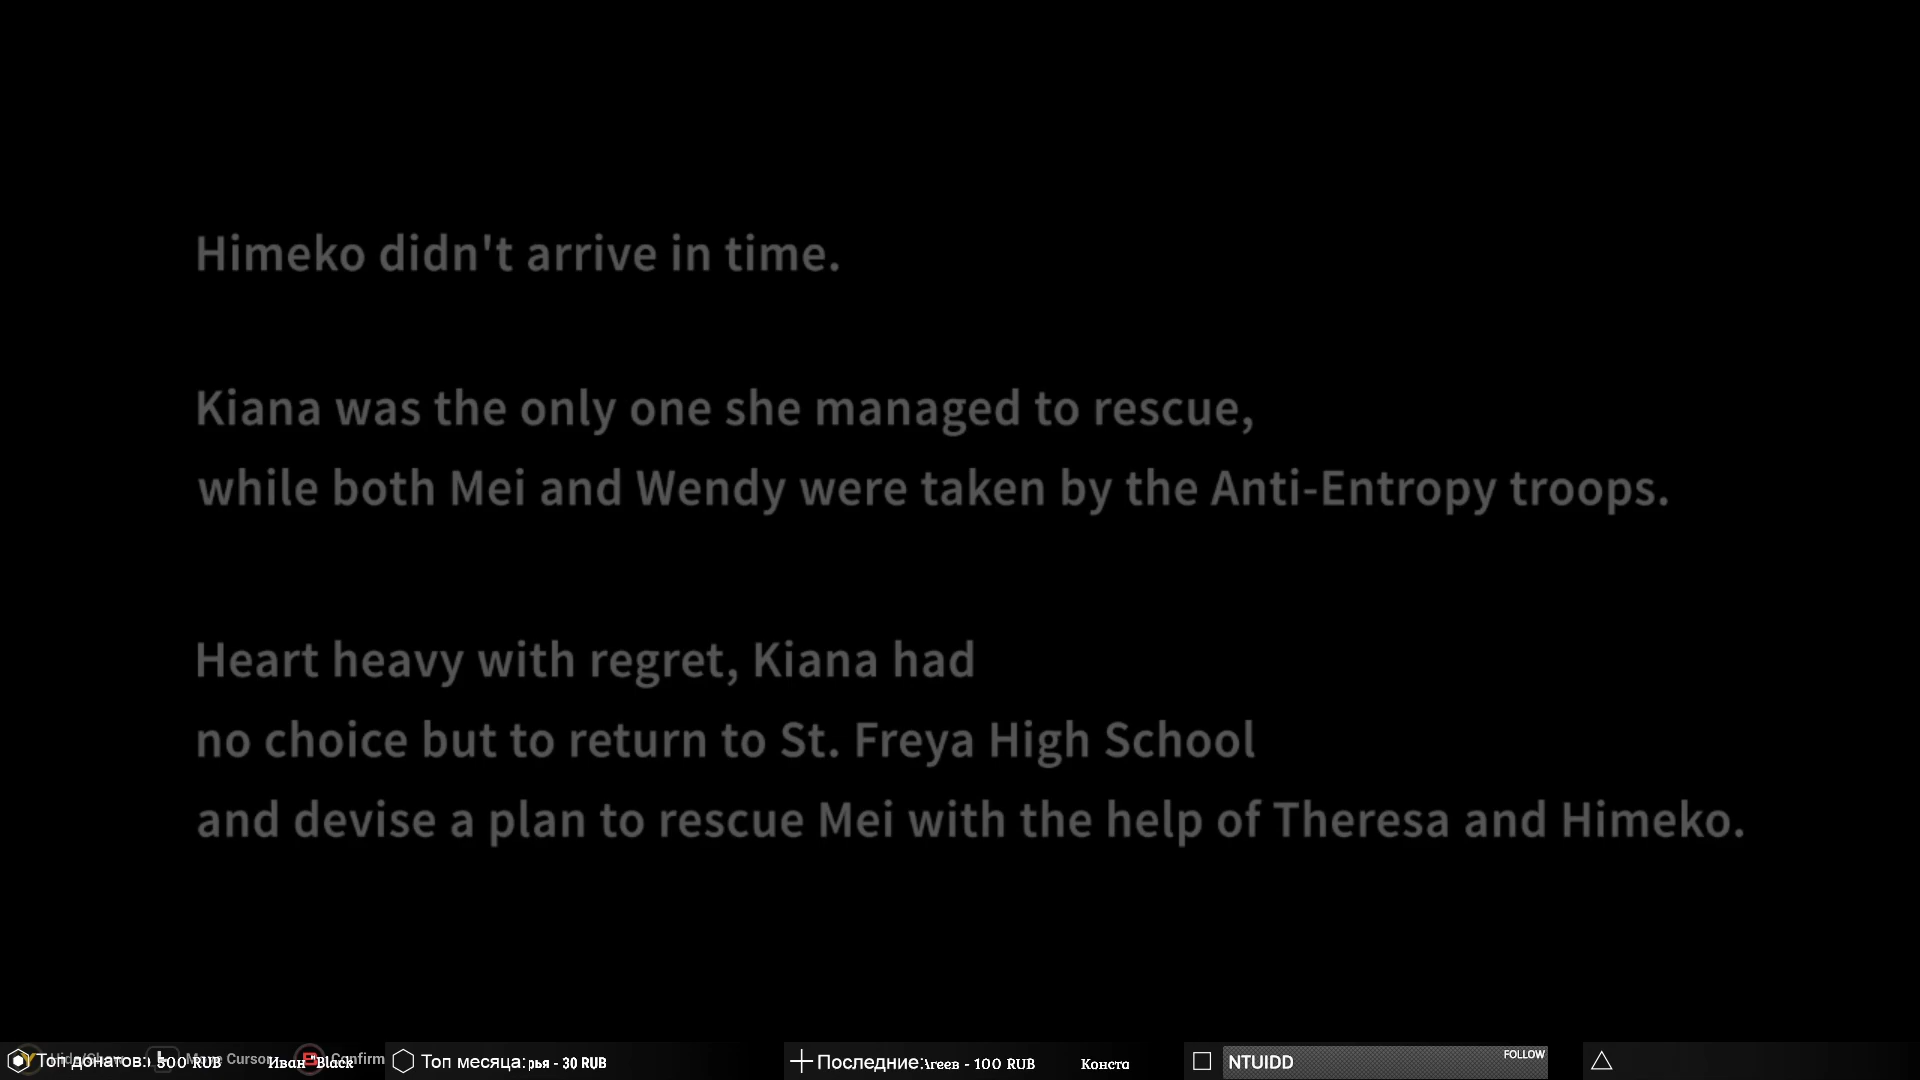 Himeko didn't arrive in time.
Kiana was the only one she managed to rescue,
while both Mei and Wendy were taken by the Anti-Entropy troops.
Heart heavy with regret, Kiana had
no choice but to return to St. Freya High School
and devise a plan to rescue Mei with the help of Theresa and Himeko.
Топ донатов: 500 RUB Иван "Black Move Cursor Confirm
Топ месяца: рья - 30 RUB
Последние: Агеев - 100 RUB Конста
NTUIDD FOLLOW